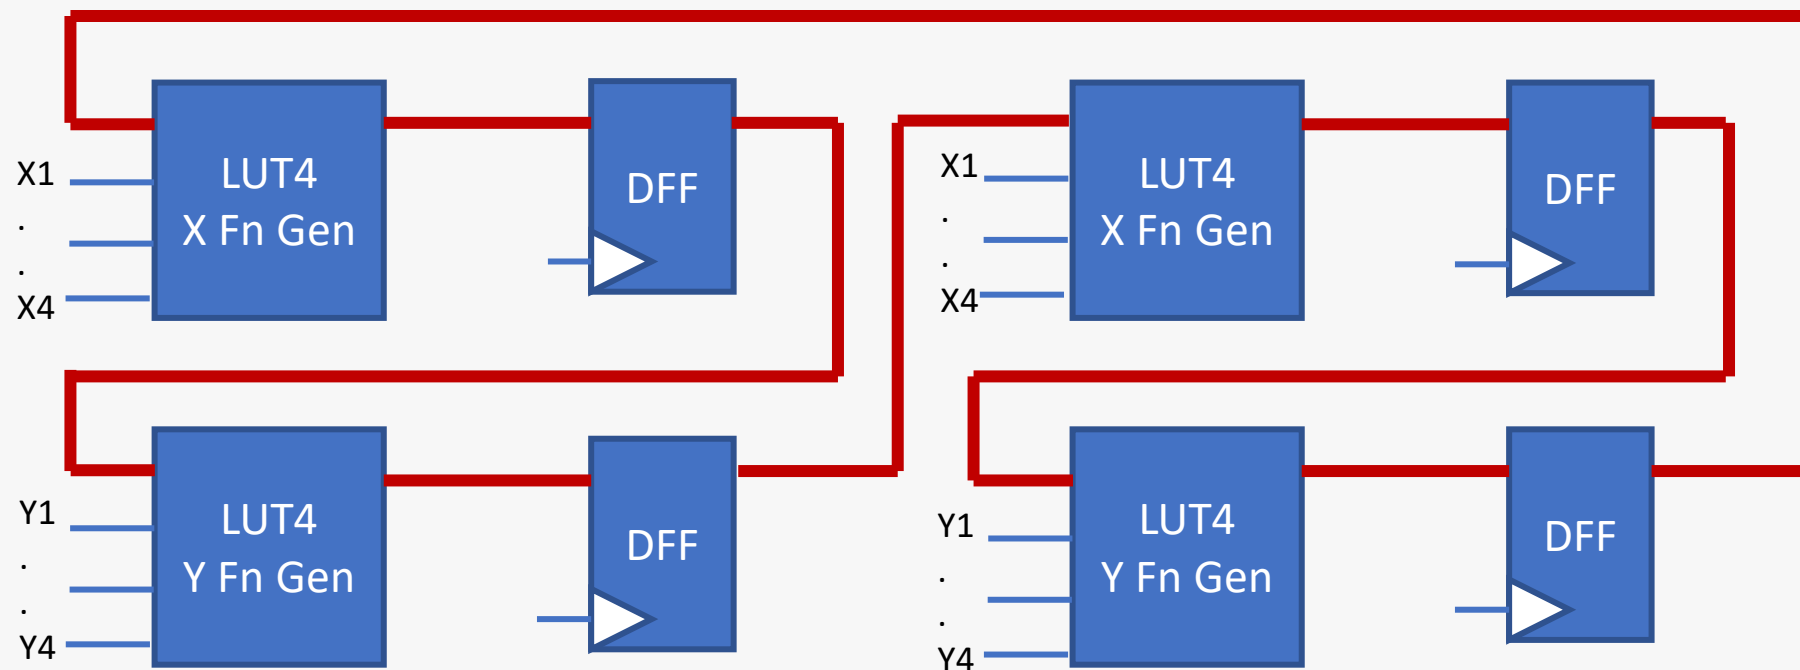 X1
.
.
X4
LUT4
X Fn Gen
DFF
X1
.
.
X4
LUT4
X Fn Gen
DFF
Y1
.
.
Y4
LUT4
Y Fn Gen
DFF
Y1
.
.
Y4
LUT4
Y Fn Gen
DFF